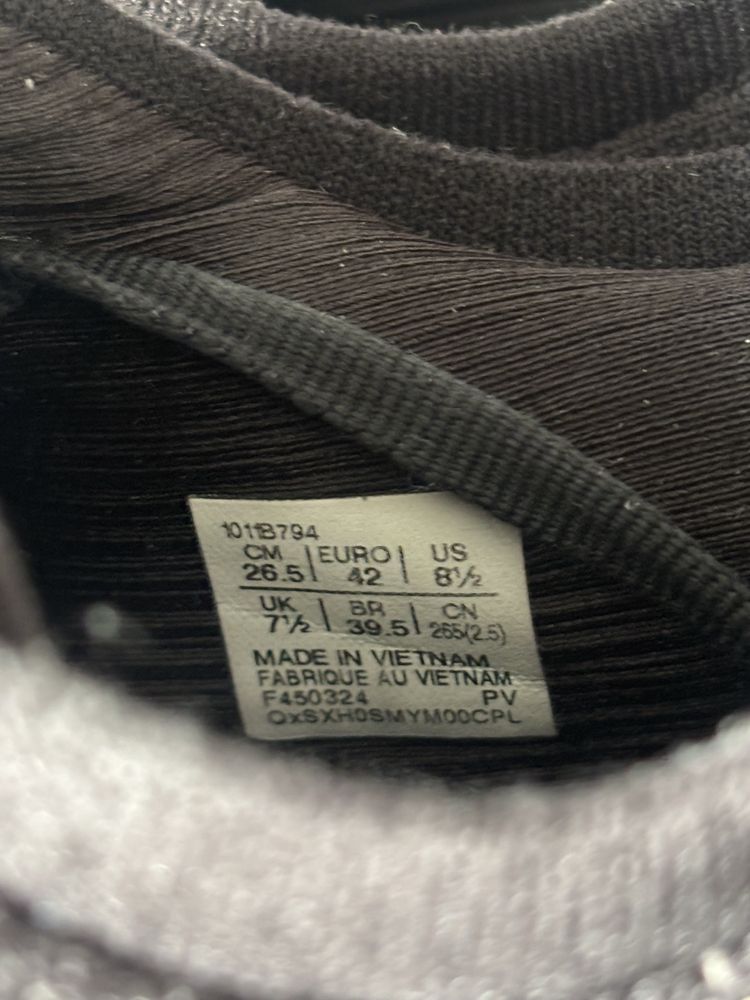 1011B794
CM | EURO | US
26.5 | 42 | 8½
UK | BR | CN
7½ | 39.5 | 265(2.5)
MADE IN VIETNAM
FABRIQUE AU VIETNAM
F450324 PV
QxSXH0SMYM00CPL